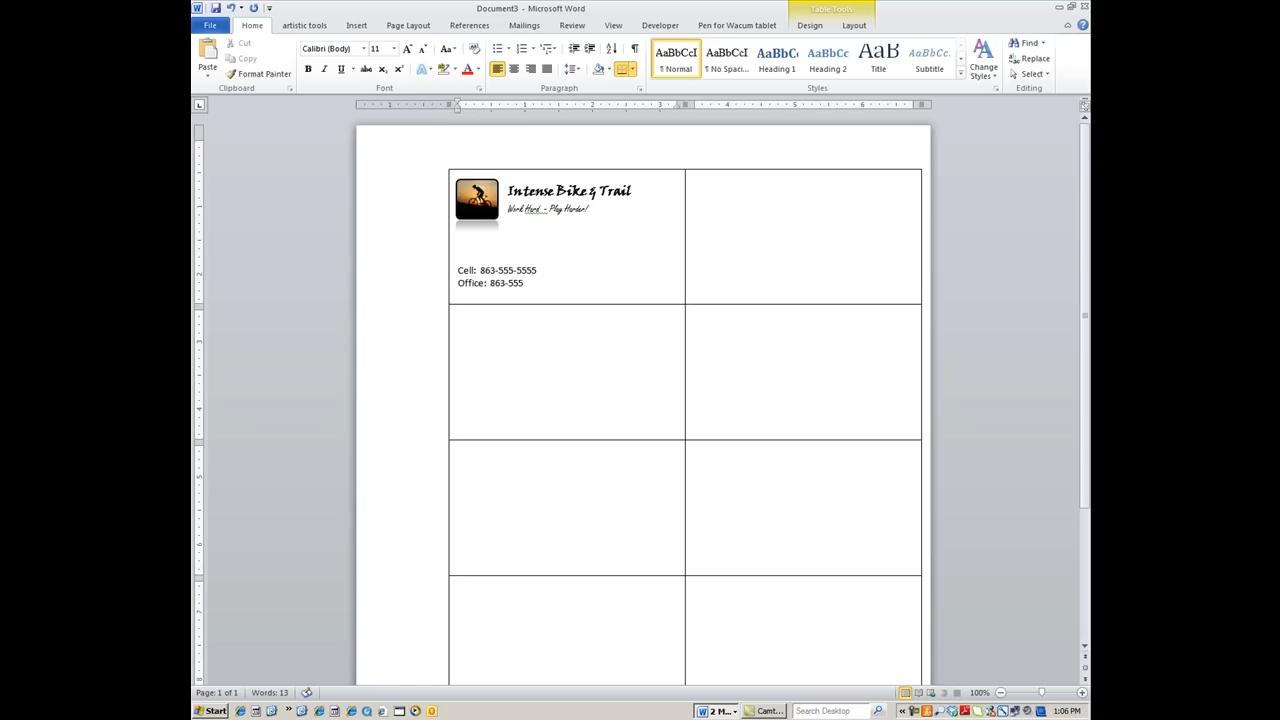 Document3 - Microsoft Word
Table Tools
File Home artistic tools Insert Page Layout References Mailings Review View Developer Pen for Wacum tablet Design Layout
Paste
Cut
Copy
Format Painter
Clipboard
Calibri (Body) 11
Font
Paragraph
AaBbCcI AaBbCcI AaBbCc AaBbCc AaB AaBbCc.
¶ Normal ¶ No Spaci... Heading 1 Heading 2 Title Subtitle
Change
Styles
Styles
Find
Replace
Select
Editing
Intense Bike & Trail
Work Hard - Play Harder!
Cell: 863-555-5555
Office: 863-555
Page: 1 of 1 Words: 13 100%
Start 2 M... Camt... Search Desktop 1:06 PM